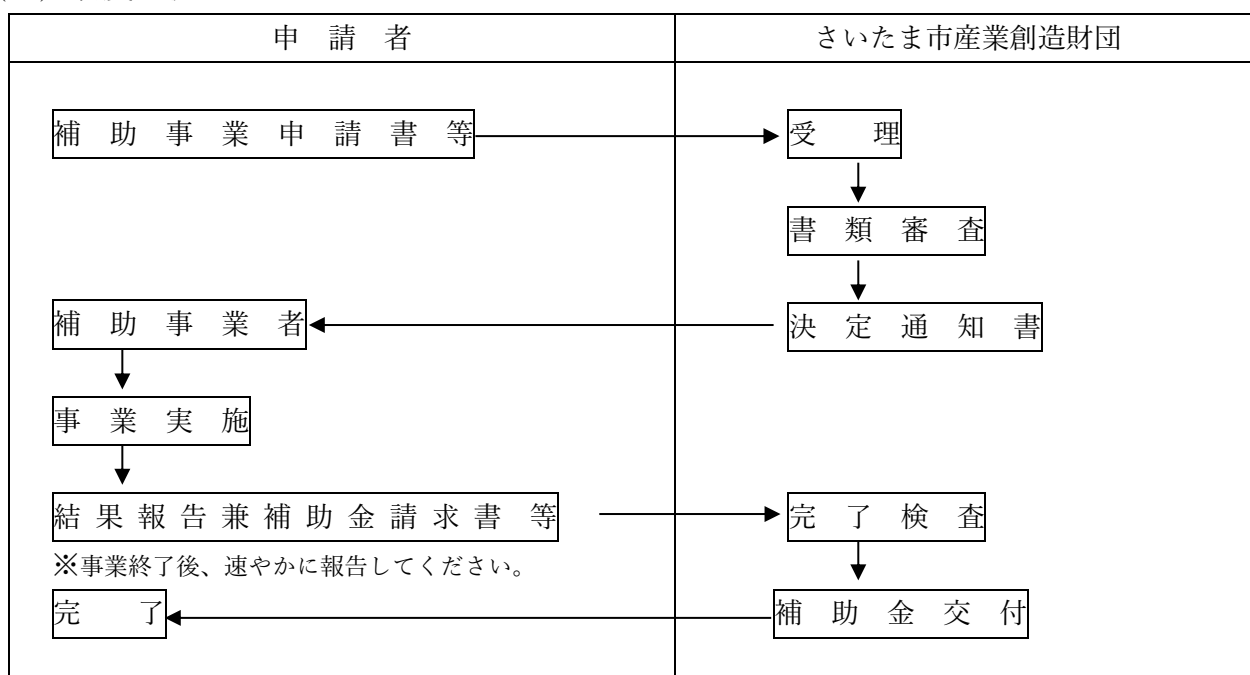 申 請 者
さいたま市産業創造財団
補 助 事 業 申 請 書 等
受 理
書 類 審 査
決 定 通 知 書
補 助 事 業 者
事 業 実 施
結 果 報 告 兼 補 助 金 請 求 書 等
完 了 検 査
※事業終了後、速やかに報告してください。
補 助 金 交 付
完 了